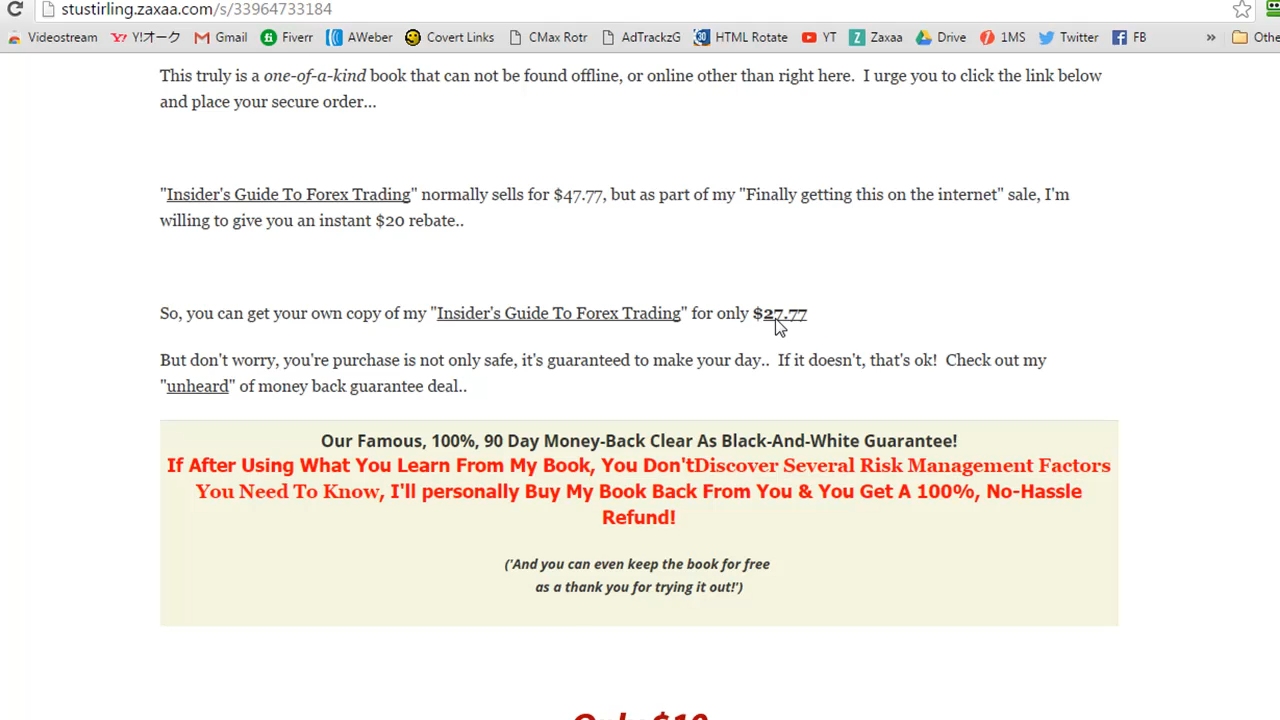 stustirling.zaxaa.com/s/33964733184
Videostream Y! Y!オーク Gmail Fiverr AWeber Covert Links CMax Rotr AdTrackzG HTML Rotate YT Zaxaa Drive 1MS Twitter FB » Othe
This truly is a one-of-a-kind book that can not be found offline, or online other than right here. I urge you to click the link below
and place your secure order...
"Insider's Guide To Forex Trading" normally sells for $47.77, but as part of my "Finally getting this on the internet" sale, I'm
willing to give you an instant $20 rebate..
So, you can get your own copy of my "Insider's Guide To Forex Trading" for only $27.77
But don't worry, you're purchase is not only safe, it's guaranteed to make your day.. If it doesn't, that's ok! Check out my
"unheard" of money back guarantee deal..
Our Famous, 100%, 90 Day Money-Back Clear As Black-And-White Guarantee!
If After Using What You Learn From My Book, You Don'tDiscover Several Risk Management Factors
You Need To Know, I'll personally Buy My Book Back From You & You Get A 100%, No-Hassle
Refund!
('And you can even keep the book for free
as a thank you for trying it out!')
Only $10